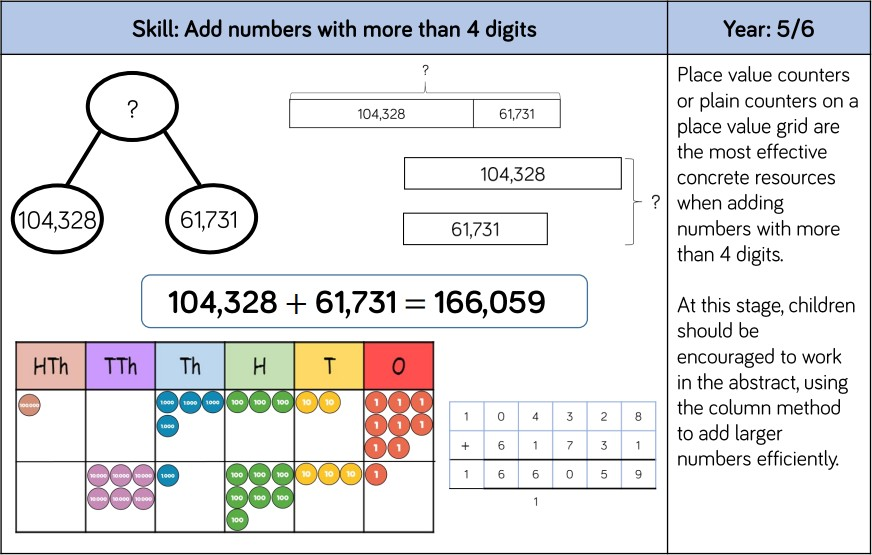 Skill: Add numbers with more than 4 digits
Year: 5/6
?
104,328
61,731
?
104,328
61,731
104,328
61,731
?
104,328 + 61,731 = 166,059
HTh TTh Th H T O
100000 1000 1000 1000 100 100 100 10 10 1 1 1
1000 1 1 1
1 1
10000 10000 10000 1000 100 100 100 10 10 10 1
10000 10000 10000 100 100 100
100
1 0 4 3 2 8
+ 6 1 7 3 1
1 6 6 0 5 9
1
Place value counters
or plain counters on a
place value grid are
the most effective
concrete resources
when adding
numbers with more
than 4 digits.
At this stage, children
should be
encouraged to work
in the abstract, using
the column method
to add larger
numbers efficiently.